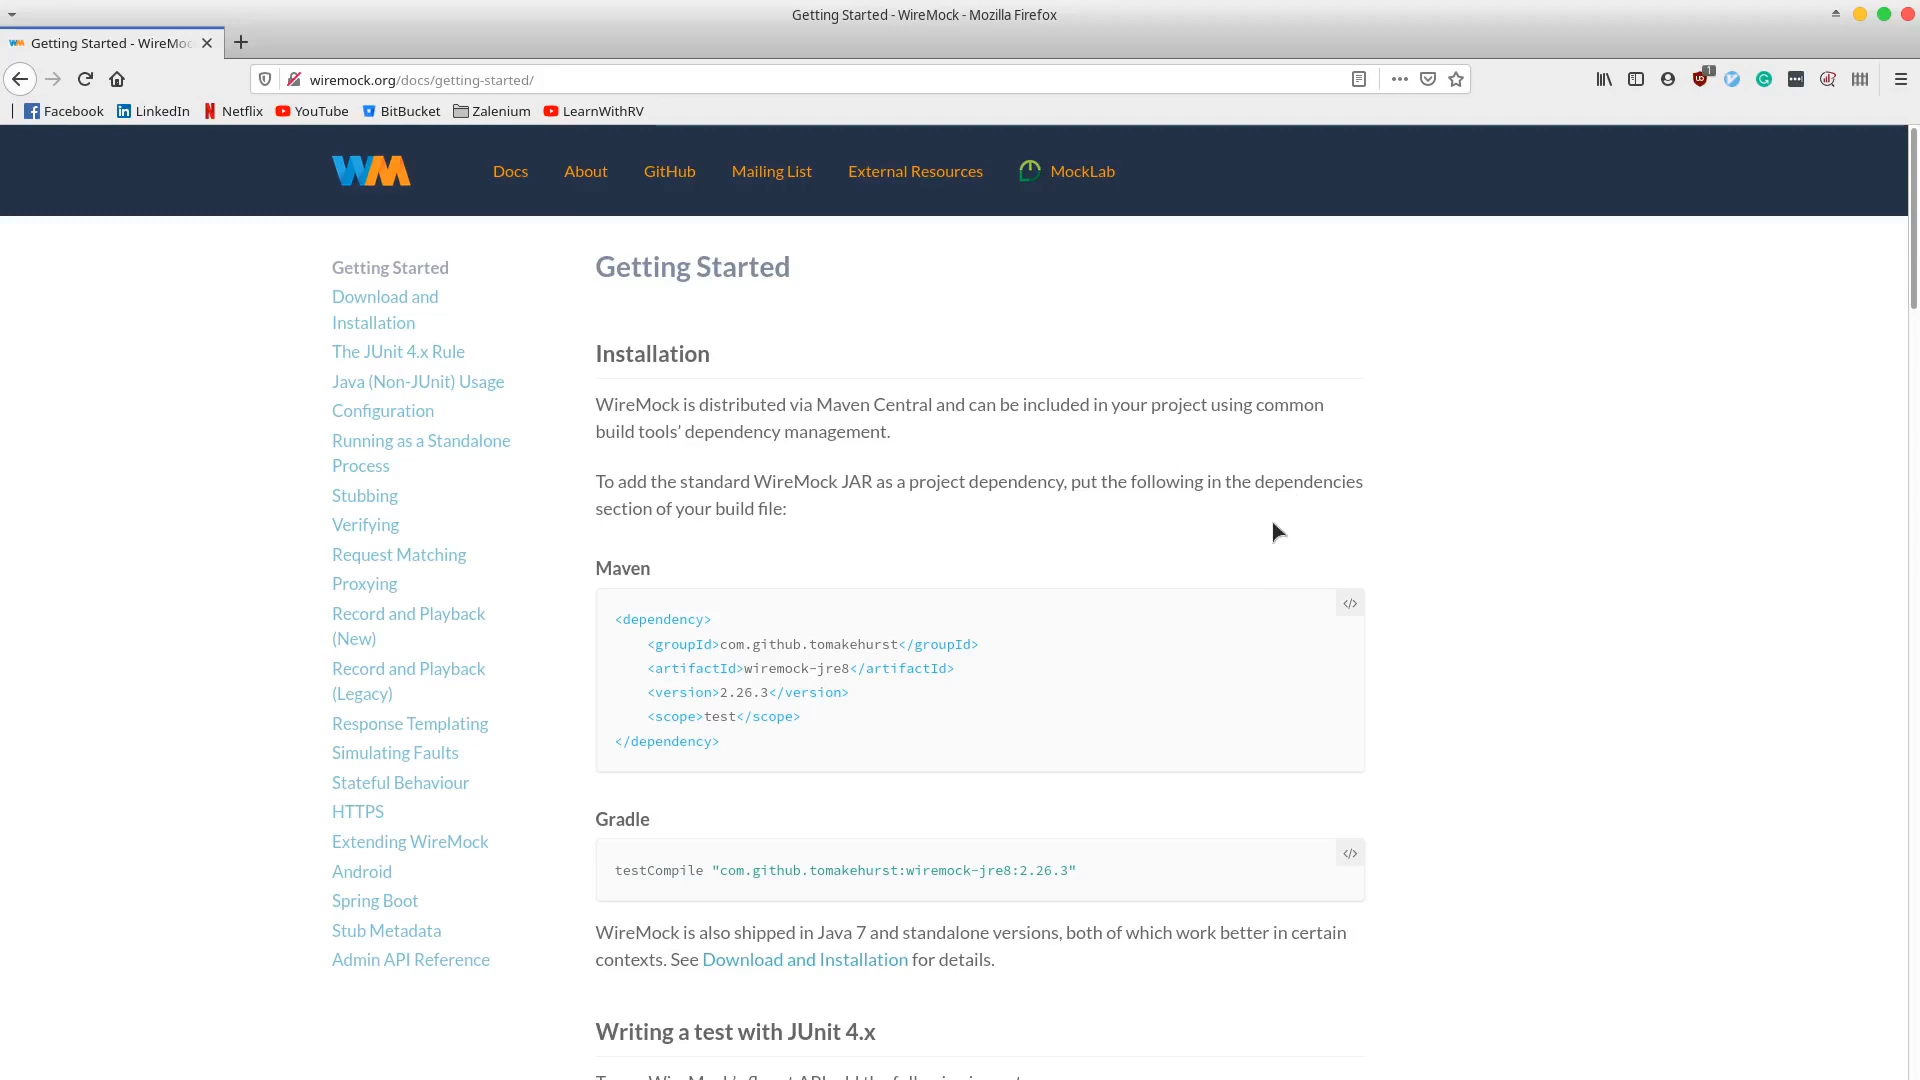 Getting Started - WireMock - Mozilla Firefox
Getting Started - WireMoc
wiremock.org/docs/getting-started/
1
Facebook LinkedIn Netflix YouTube BitBucket Zalenium LearnWithRV
WM Docs About GitHub Mailing List External Resources MockLab
Getting Started
Download and
Installation
The JUnit 4.x Rule
Java (Non-JUnit) Usage
Configuration
Running as a Standalone
Process
Stubbing
Verifying
Request Matching
Proxying
Record and Playback
(New)
Record and Playback
(Legacy)
Response Templating
Simulating Faults
Stateful Behaviour
HTTPS
Extending WireMock
Android
Spring Boot
Stub Metadata
Admin API Reference
Getting Started
Installation
WireMock is distributed via Maven Central and can be included in your project using common
build tools’ dependency management.
To add the standard WireMock JAR as a project dependency, put the following in the dependencies
section of your build file:
Maven
</>
<dependency>
<groupId>com.github.tomakehurst</groupId>
<artifactId>wiremock-jre8</artifactId>
<version>2.26.3</version>
<scope>test</scope>
</dependency>
Gradle
</>
testCompile "com.github.tomakehurst:wiremock-jre8:2.26.3"
WireMock is also shipped in Java 7 and standalone versions, both of which work better in certain
contexts. See Download and Installation for details.
Writing a test with JUnit 4.x